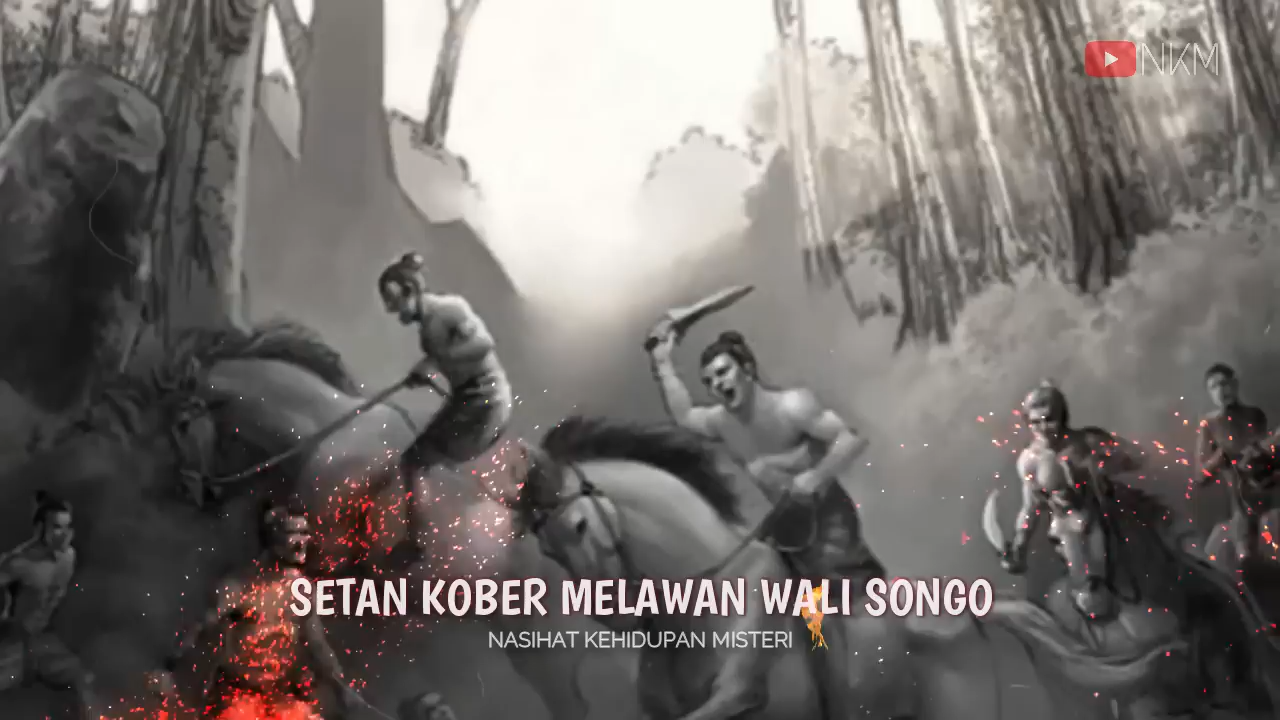 NKM
SETAN KOBER MELAWAN WALI SONGO
NASIHAT KEHIDUPAN MISTERI